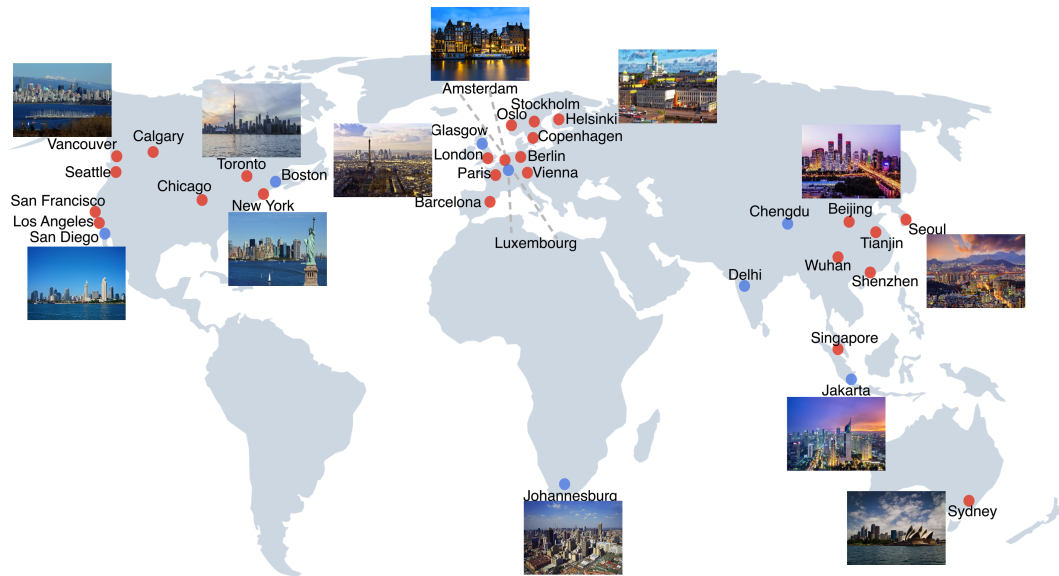 Amsterdam
Stockholm
Oslo
Helsinki
Glasgow
Copenhagen
Vancouver
Calgary
London
Berlin
Toronto
Seattle
Paris
Vienna
Boston
Chicago
San Francisco
New York
Barcelona
Los Angeles
San Diego
Luxembourg
Chengdu
Beijing
Seoul
Tianjin
Wuhan
Delhi
Shenzhen
Singapore
Jakarta
Johannesburg
Sydney